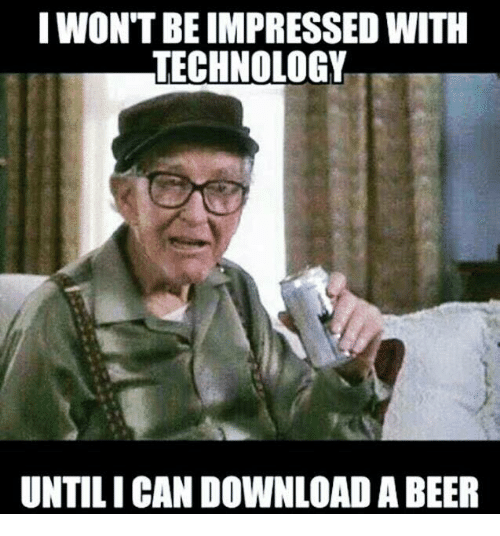 I WON'T BE IMPRESSED WITH
TECHNOLOGY
UNTIL I CAN DOWNLOAD A BEER